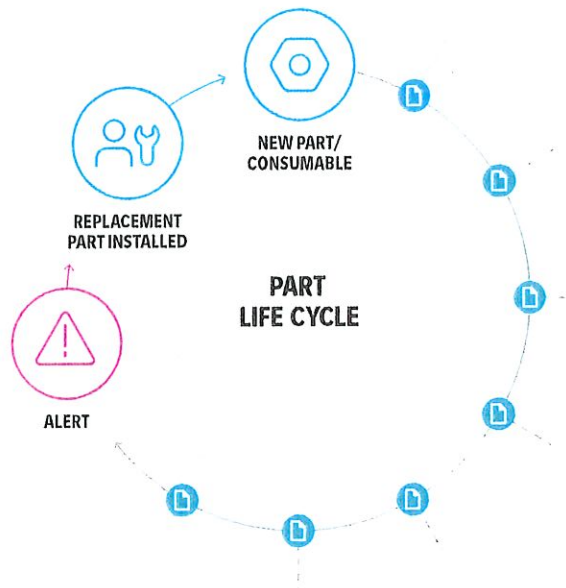 NEW PART/
CONSUMABLE
REPLACEMENT
PART INSTALLED
PART
LIFE CYCLE
ALERT